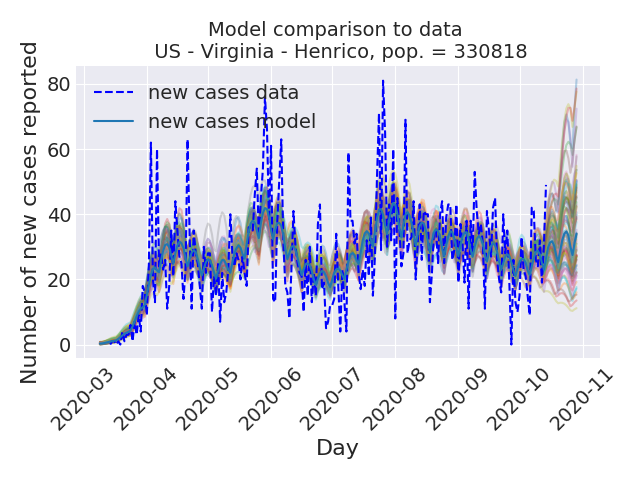 Model comparison to data
US - Virginia - Henrico, pop. = 330818
Number of new cases reported
80
60
40
20
0
new cases data
new cases model
2020-03
2020-04
2020-05
2020-06
2020-07
2020-08
2020-09
2020-10
2020-11
Day